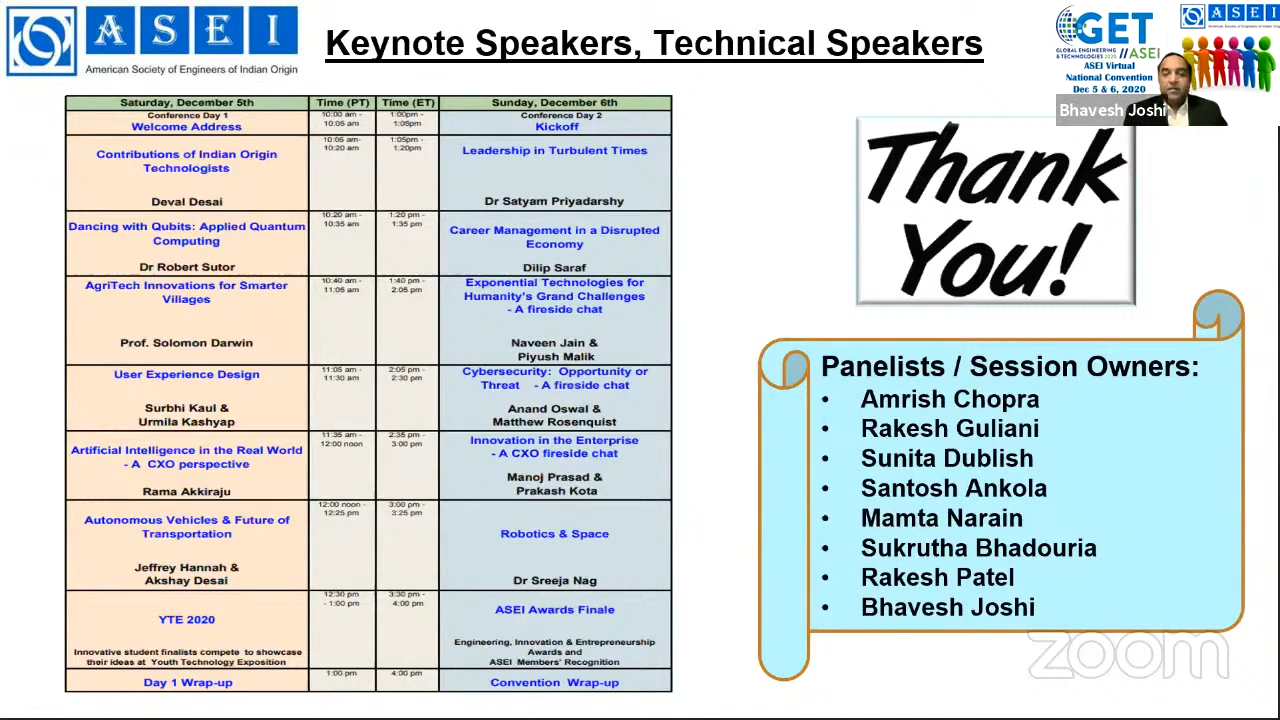 ASEI
American Society of Engineers of Indian Origin
Keynote Speakers, Technical Speakers
GET
GLOBAL ENGINEERING
& TECHNOLOGIES 2020 //ASEI
ASEI Virtual
National Convention
Dec 5 & 6, 2020
ASEI
Bhavesh Joshi
Saturday, December 5th Time (PT) Time (ET) Sunday, December 6th
Conference Day 1
Welcome Address
10:00 am -
10:05 am
1:00pm -
1:05pm
Conference Day 2
Kickoff
Contributions of Indian Origin
Technologists
Deval Desai
10:05 am-
10:20 am
1:05pm -
1:20pm
Leadership in Turbulent Times
Dr Satyam Priyadarshy
Dancing with Qubits: Applied Quantum
Computing
Dr Robert Sutor
10:20 am -
10:35 am
1:20 pm -
1:35 pm
Career Management in a Disrupted
Economy
Dilip Saraf
AgriTech Innovations for Smarter
Villages
Prof. Solomon Darwin
10:40 am -
11:05 am
1:40 pm -
2:05 pm
Exponential Technologies for
Humanity's Grand Challenges
- A fireside chat
Naveen Jain &
Piyush Malik
User Experience Design
Surbhi Kaul &
Urmila Kashyap
11:05 am -
11:30 am
2:05 pm -
2:30 pm
Cybersecurity: Opportunity or
Threat - A fireside chat
Anand Oswal &
Matthew Rosenquist
Artificial Intelligence in the Real World
- A CXO perspective
Rama Akkiraju
11:35 am -
12:00 noon
2:35 pm -
3:00 pm
Innovation in the Enterprise
- A CXO fireside chat
Manoj Prasad &
Prakash Kota
Autonomous Vehicles & Future of
Transportation
Jeffrey Hannah &
Akshay Desai
12:00 noon -
12:25 pm
3:00 pm -
3:25 pm
Robotics & Space
Dr Sreeja Nag
YTE 2020
Innovative student finalists compete to showcase
their ideas at Youth Technology Exposition
12:30 pm
- 1:00 pm
3:30 pm -
4:00 pm
ASEI Awards Finale
Engineering, Innovation & Entrepreneurship
Awards and
ASEI Members' Recognition
Day 1 Wrap-up
1:00 pm
4:00 pm
Convention Wrap-up
Thank
You!
Panelists / Session Owners:
• Amrish Chopra
• Rakesh Guliani
• Sunita Dublish
• Santosh Ankola
• Mamta Narain
• Sukrutha Bhadouria
• Rakesh Patel
• Bhavesh Joshi
zoom